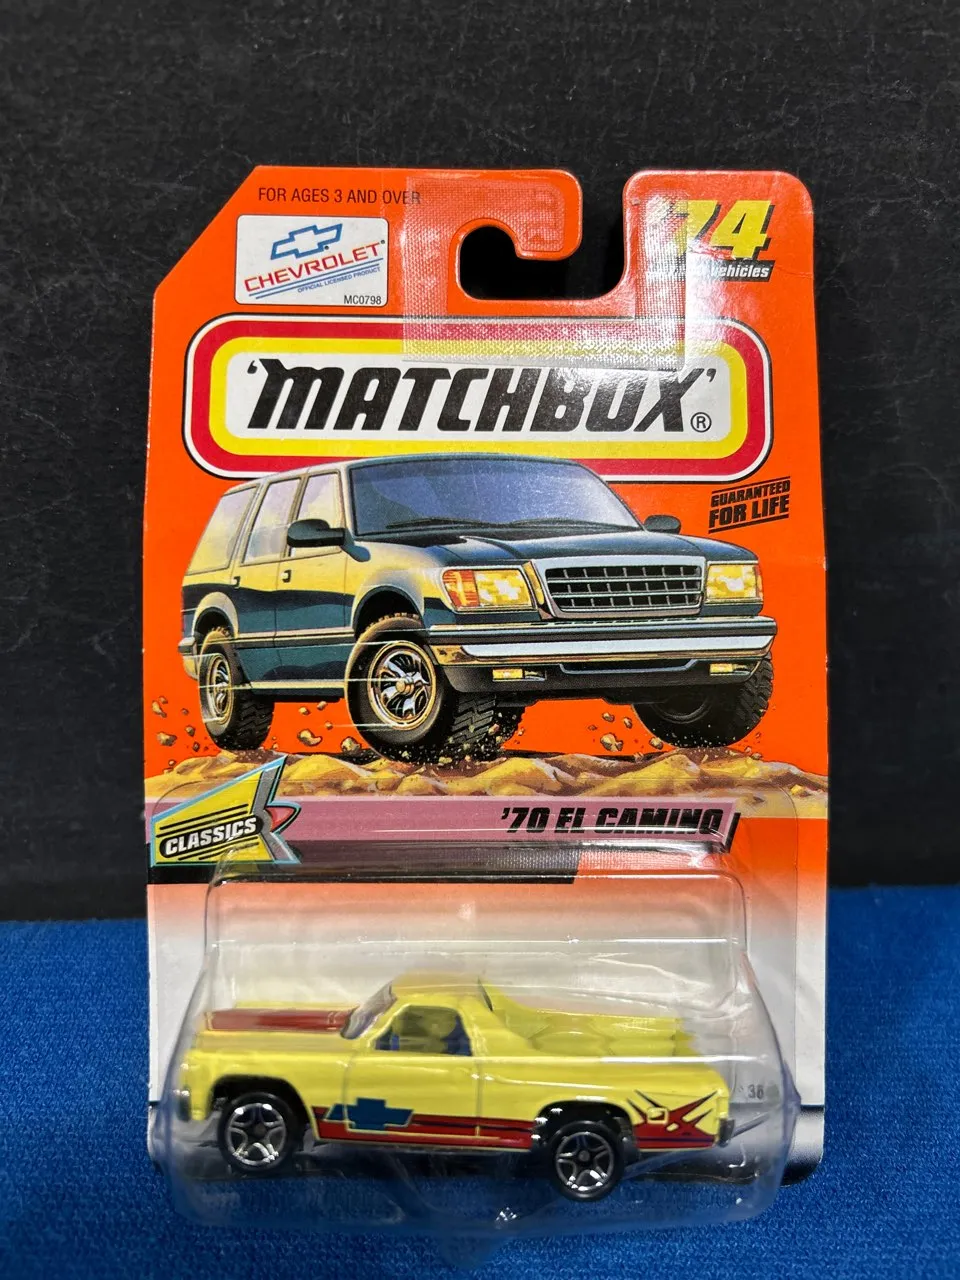 FOR AGES 3 AND OVER
CHEVROLET
OFFICIAL LICENSED PRODUCT
MC0798
74
vehicles
'MATCHBOX'®
GUARANTEED
FOR LIFE
'70 EL CAMINO
CLASSICS